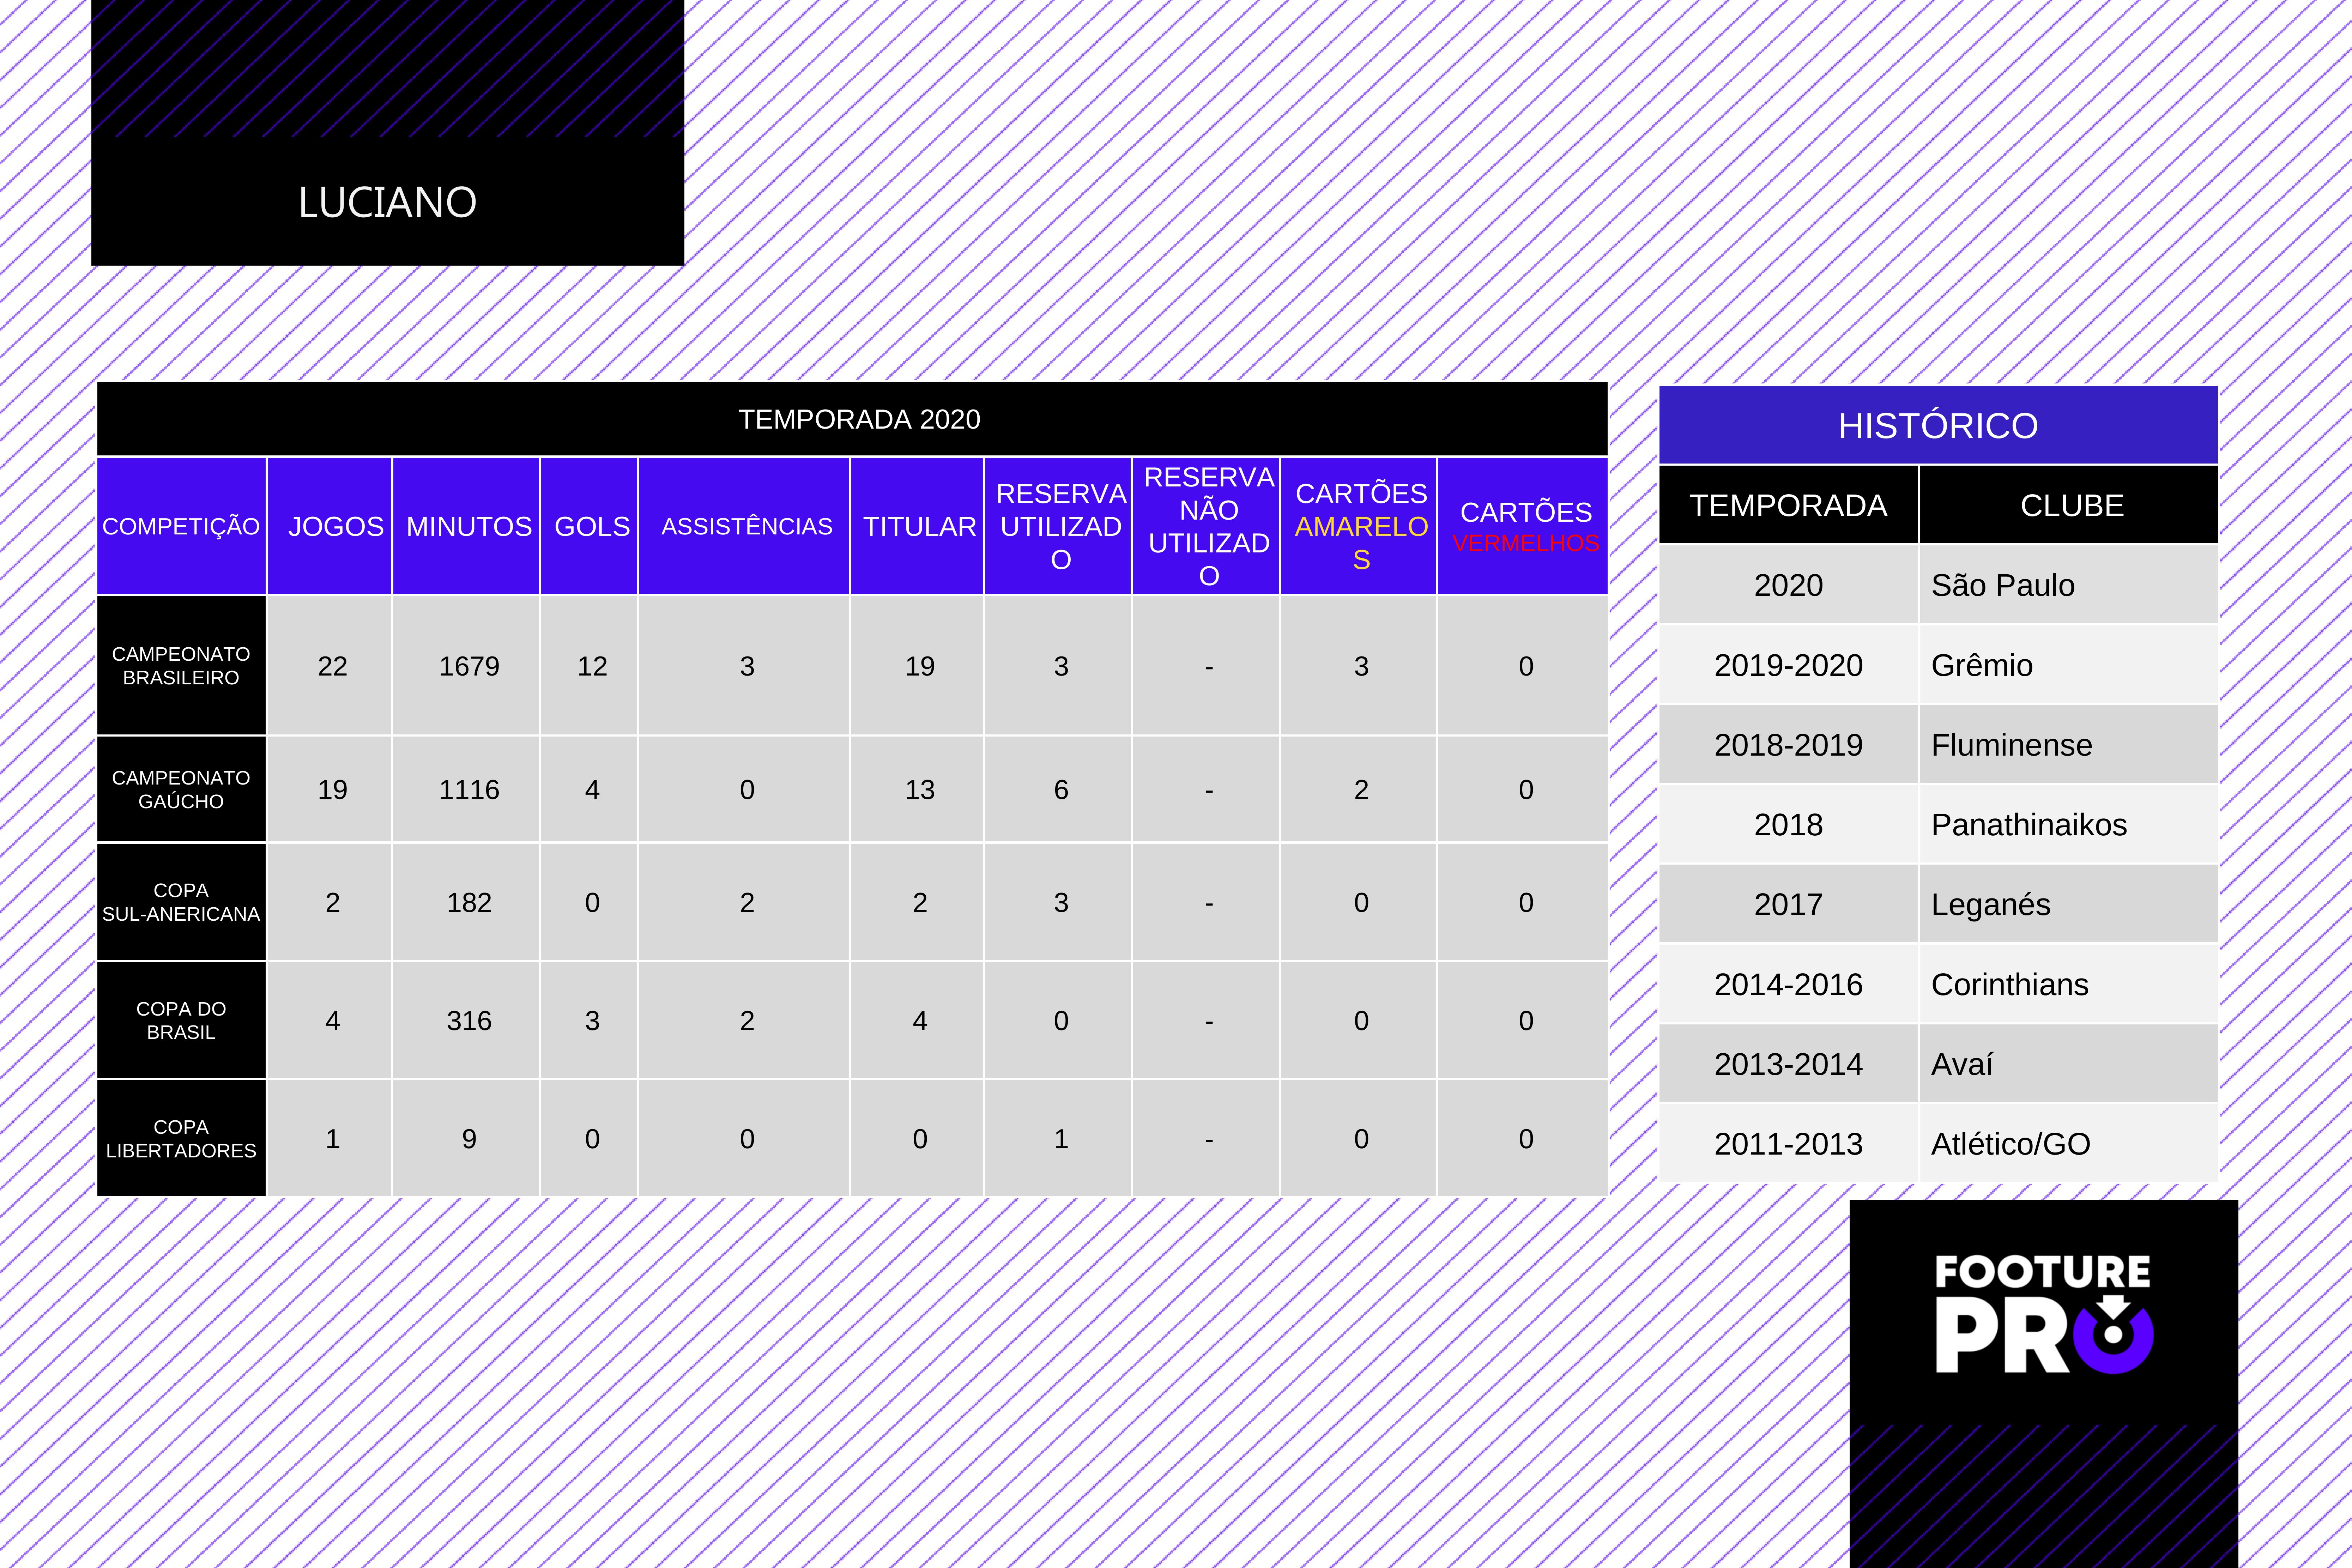 LUCIANO
TEMPORADA 2020
COMPETIÇÃO JOGOS MINUTOS GOLS ASSISTÊNCIAS TITULAR RESERVA UTILIZADO RESERVA NÃO UTILIZADO CARTÕES AMARELOS CARTÕES VERMELHOS
CAMPEONATO BRASILEIRO 22 1679 12 3 19 3 - 3 0
CAMPEONATO GAÚCHO 19 1116 4 0 13 6 - 2 0
COPA SUL-ANERICANA 2 182 0 2 2 3 - 0 0
COPA DO BRASIL 4 316 3 2 4 0 - 0 0
COPA LIBERTADORES 1 9 0 0 0 1 - 0 0
HISTÓRICO
TEMPORADA CLUBE
2020 São Paulo
2019-2020 Grêmio
2018-2019 Fluminense
2018 Panathinaikos
2017 Leganés
2014-2016 Corinthians
2013-2014 Avaí
2011-2013 Atlético/GO
FOOTURE
PRO